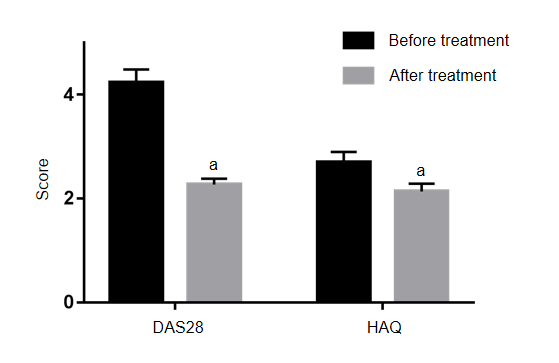 Before treatment
After treatment
Score
4
2
0
a
a
DAS28
HAQ